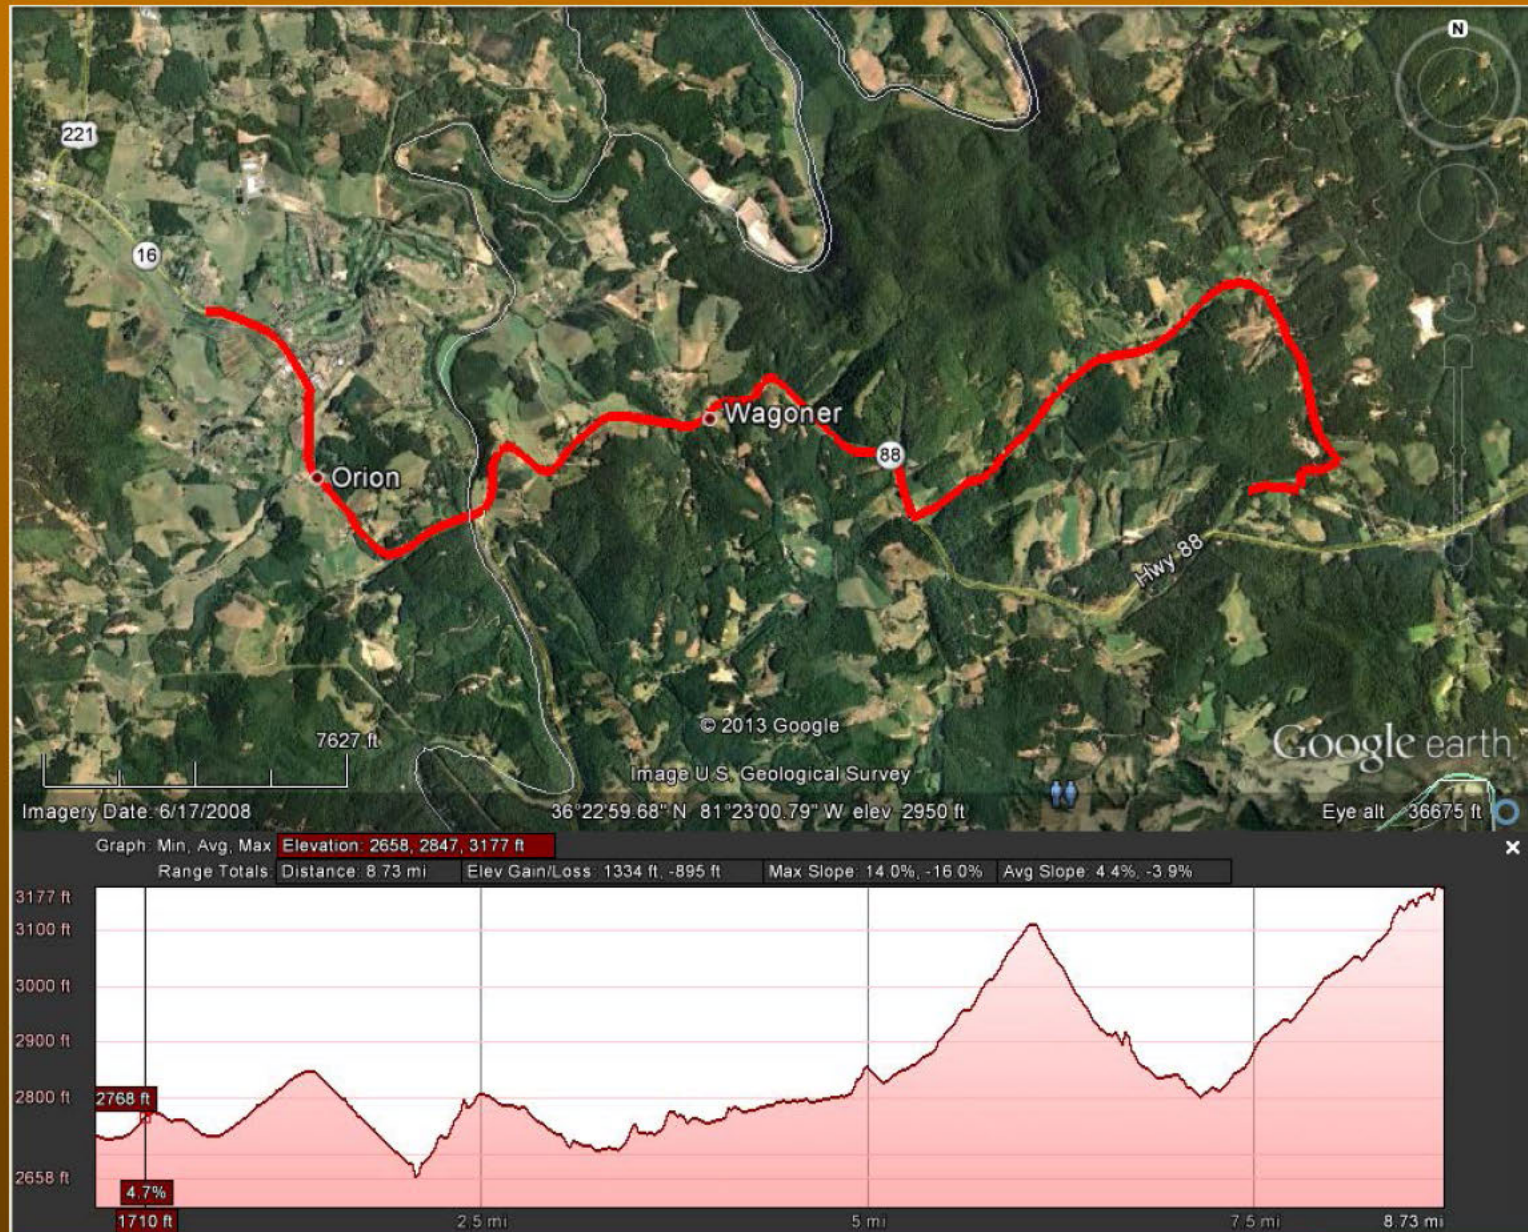 N
221
16
Wagoner
88
Orion
Hwy 88
© 2013 Google
7627 ft
Google earth
Image U.S. Geological Survey
Imagery Date: 6/17/2008 36°22'59.68" N 81°23'00.79" W elev 2950 ft Eye alt 36675 ft
Graph: Min, Avg, Max Elevation: 2658, 2847, 3177 ft
Range Totals: Distance: 8.73 mi Elev Gain/Loss: 1334 ft, -895 ft Max Slope: 14.0%, -16.0% Avg Slope: 4.4%, -3.9%
3177 ft
3100 ft
3000 ft
2900 ft
2800 ft
2768 ft
2658 ft
4.7%
1710 ft 2.5 mi 5 mi 7.5 mi 8.73 mi